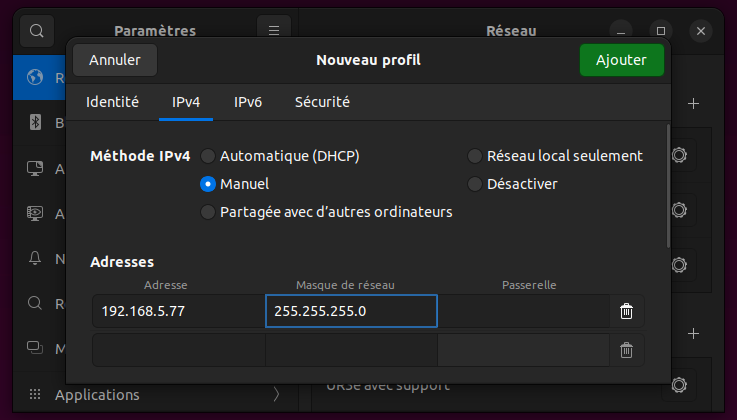 Paramètres
Réseau
Annuler
Nouveau profil
Ajouter
Identité
IPv4
IPv6
Sécurité
Méthode IPv4
Automatique (DHCP)
Réseau local seulement
Manuel
Désactiver
Partagée avec d’autres ordinateurs
Adresses
Adresse
Masque de réseau
Passerelle
192.168.5.77
255.255.255.0
Applications
avec support